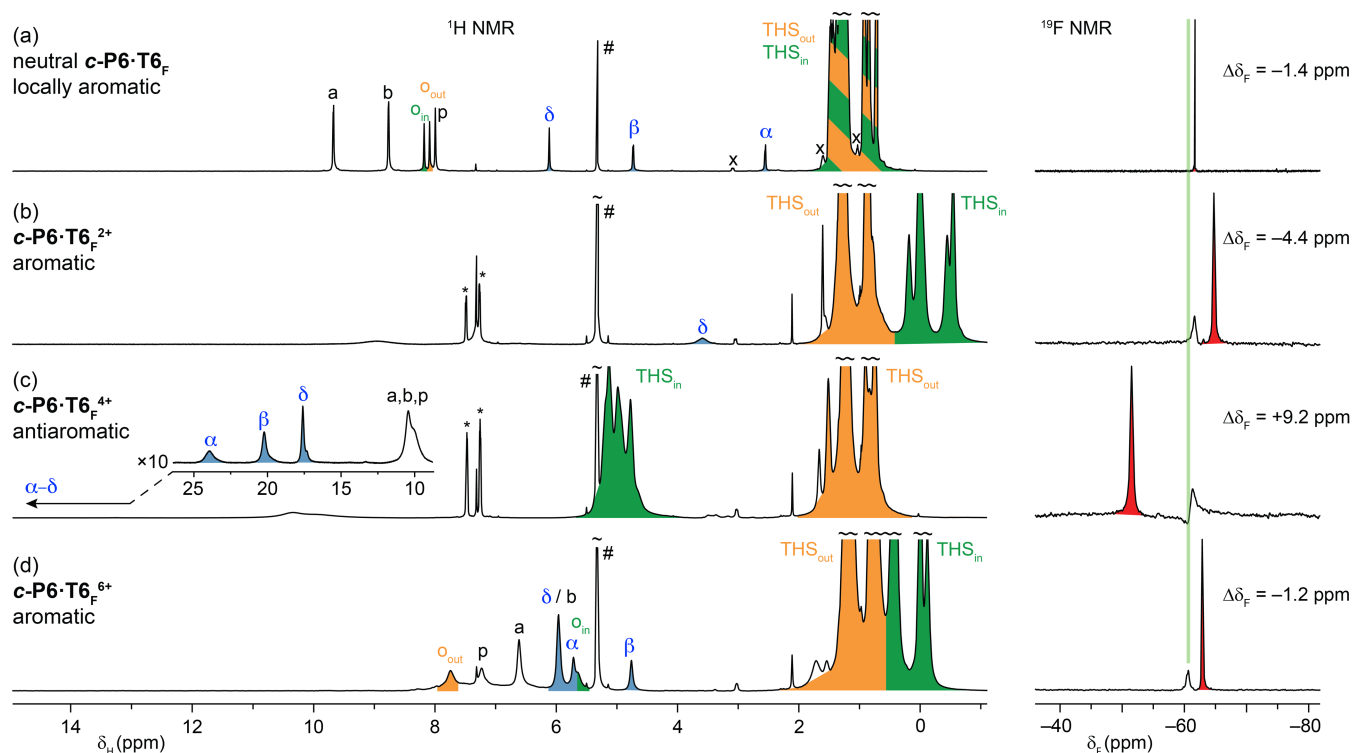 (a)
neutral c-P6·T6F
locally aromatic
¹H NMR
¹⁹F NMR
a
b
oin
oout
p
δ
#
β
x
α
x
x
THSout
THSin
ΔδF = –1.4 ppm
(b)
c-P6·T6F²⁺
aromatic
*
*
~
#
δ
THSout
THSin
ΔδF = –4.4 ppm
(c)
c-P6·T6F⁴⁺
antiaromatic
α
β
δ
a,b,p
×10
25
20
15
10
α–δ
*
*
#
~
THSin
THSout
ΔδF = +9.2 ppm
(d)
c-P6·T6F⁶⁺
aromatic
oout
p
a
δ / b
α
oin
~
#
β
THSout
THSin
ΔδF = –1.2 ppm
14
12
10
8
6
4
2
0
δH (ppm)
–40
–60
–80
δF (ppm)